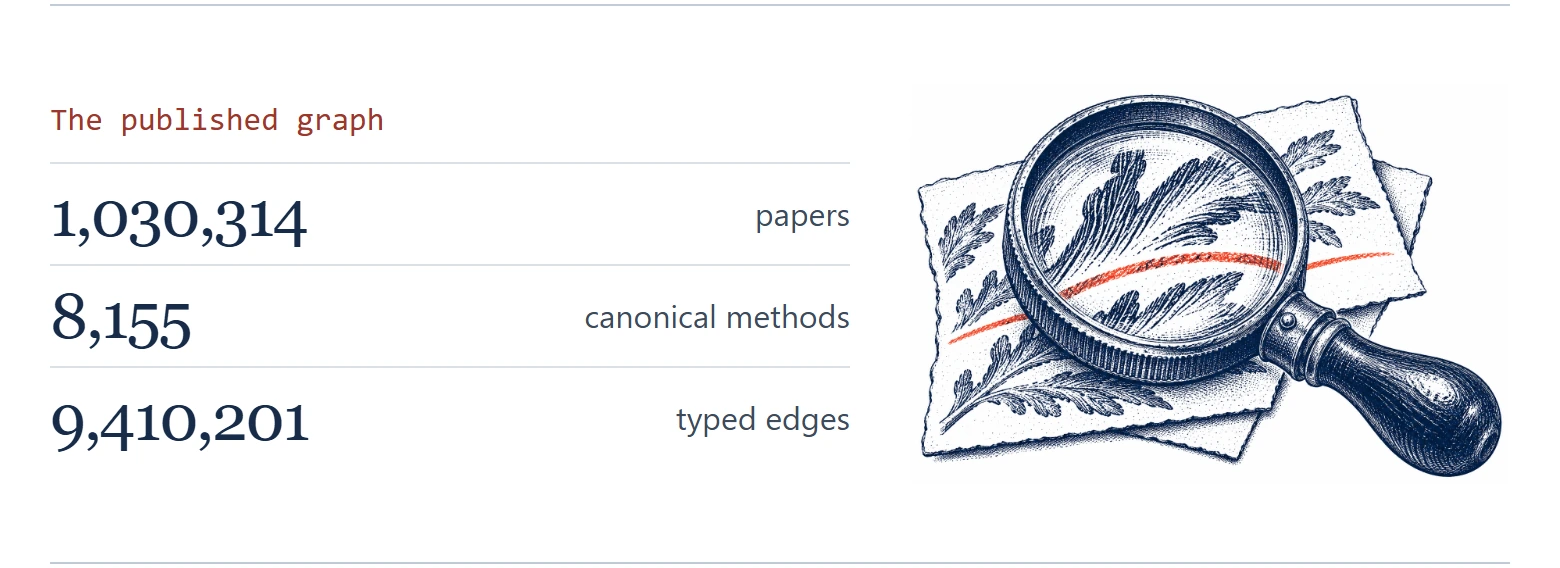 The published graph
1,030,314 papers
8,155 canonical methods
9,410,201 typed edges